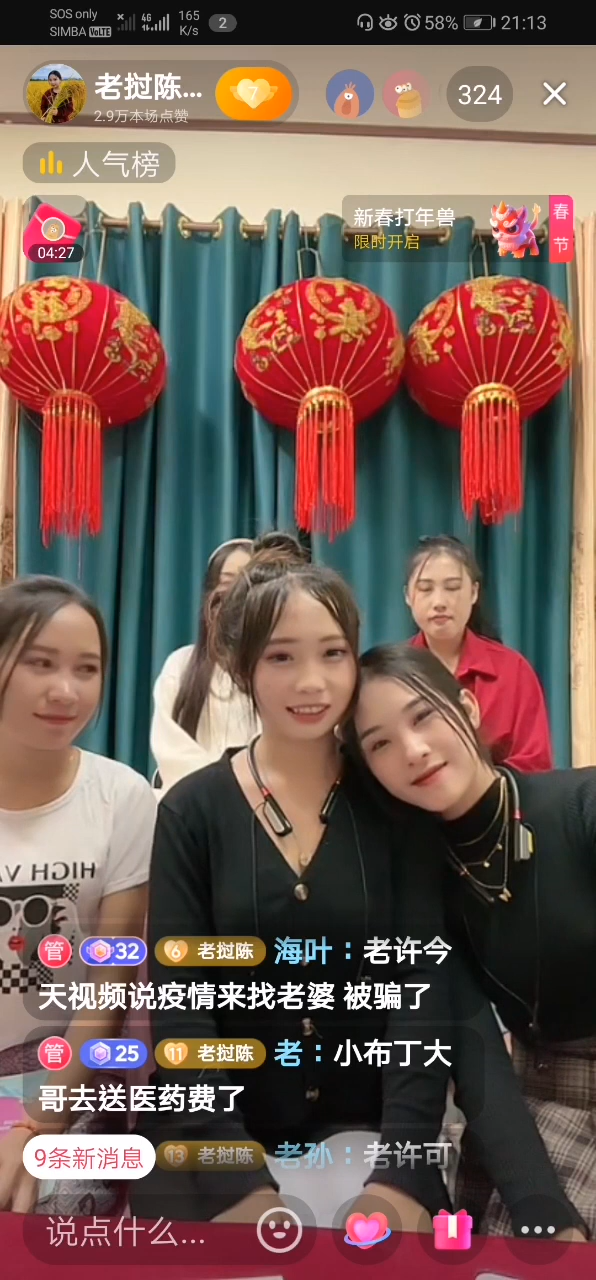 SOS only
SIMBA VoLTE
4G
165
K/s
2
58%
21:13
老挝陈...
2.9万本场点赞
7
324
人气榜
04:27
新春打年兽
限时开启
春
节
HIGH VA
管 32 6 老挝陈 海叶：老许今
天视频说疫情来找老婆 被骗了
管 25 11 老挝陈 老：小布丁大
哥去送医药费了
9条新消息
13 老挝陈 老孙：老许可
说点什么...